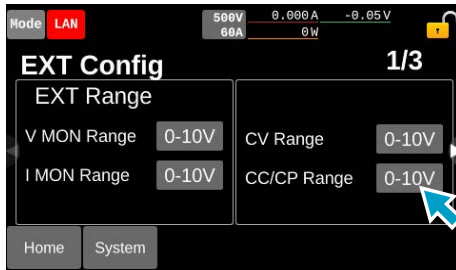 Mode LAN 500V 0.000A -0.05V
60A 0W
EXT Config 1/3
EXT Range
V MON Range 0-10V CV Range 0-10V
I MON Range 0-10V CC/CP Range 0-10V
Home System